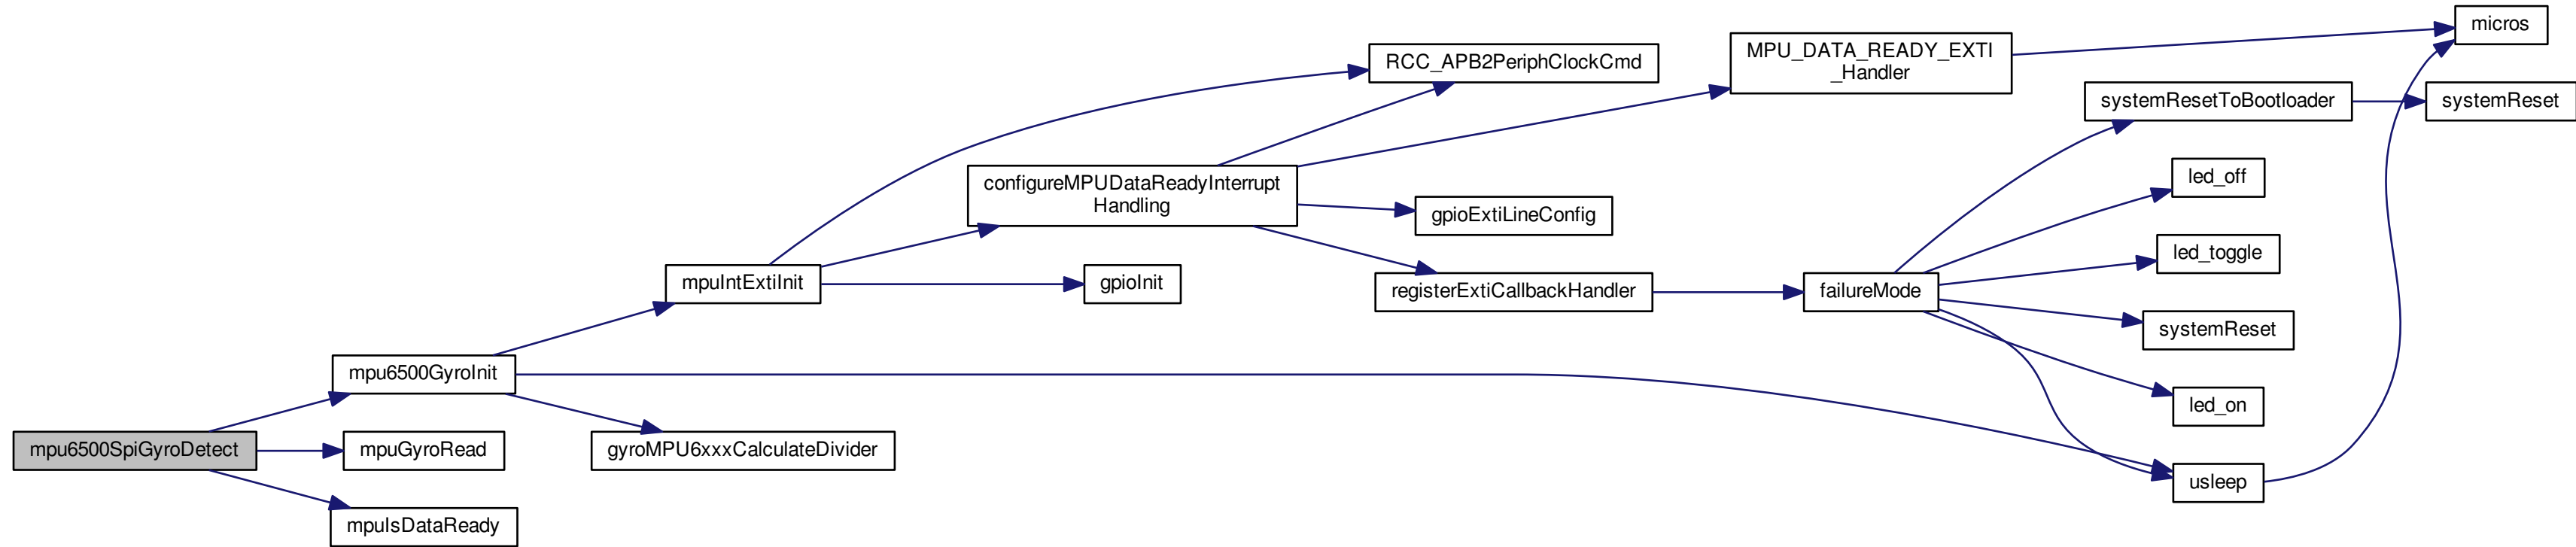 micros
MPU_DATA_READY_EXTI
_Handler
RCC_APB2PeriphClockCmd
systemResetToBootloader
systemReset
led_off
configureMPUDataReadyInterrupt
Handling
gpioExtiLineConfig
led_toggle
mpuIntExtiInit
gpioInit
registerExtiCallbackHandler
failureMode
systemReset
mpu6500GyroInit
led_on
mpu6500SpiGyroDetect
mpuGyroRead
gyroMPU6xxxCalculateDivider
usleep
mpuIsDataReady